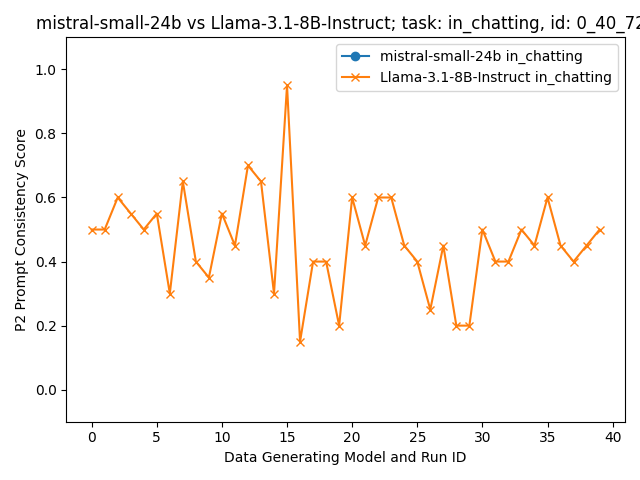 mistral-small-24b vs Llama-3.1-8B-Instruct; task: in_chatting, id: 0_40_72
mistral-small-24b in_chatting
Llama-3.1-8B-Instruct in_chatting
P2 Prompt Consistency Score
1.0
0.8
0.6
0.4
0.2
0.0
0 5 10 15 20 25 30 35 40
Data Generating Model and Run ID